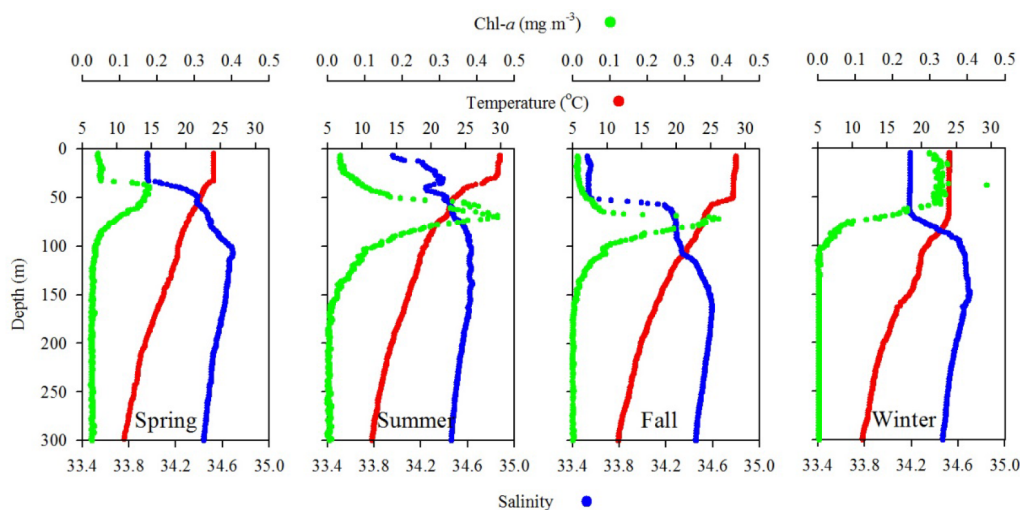 Chl-a (mg m-3)
0.0 0.1 0.2 0.3 0.4 0.5 0.0 0.1 0.2 0.3 0.4 0.5 0.0 0.1 0.2 0.3 0.4 0.5 0.0 0.1 0.2 0.3 0.4 0.5
Temperature (oC)
5 10 15 20 25 30 5 10 15 20 25 30 5 10 15 20 25 30 5 10 15 20 25 30
0
50
100
150
200
250
300
Depth (m)
Spring Summer Fall Winter
33.4 33.8 34.2 34.6 35.0 33.4 33.8 34.2 34.6 35.0 33.4 33.8 34.2 34.6 35.0 33.4 33.8 34.2 34.6 35.0
Salinity